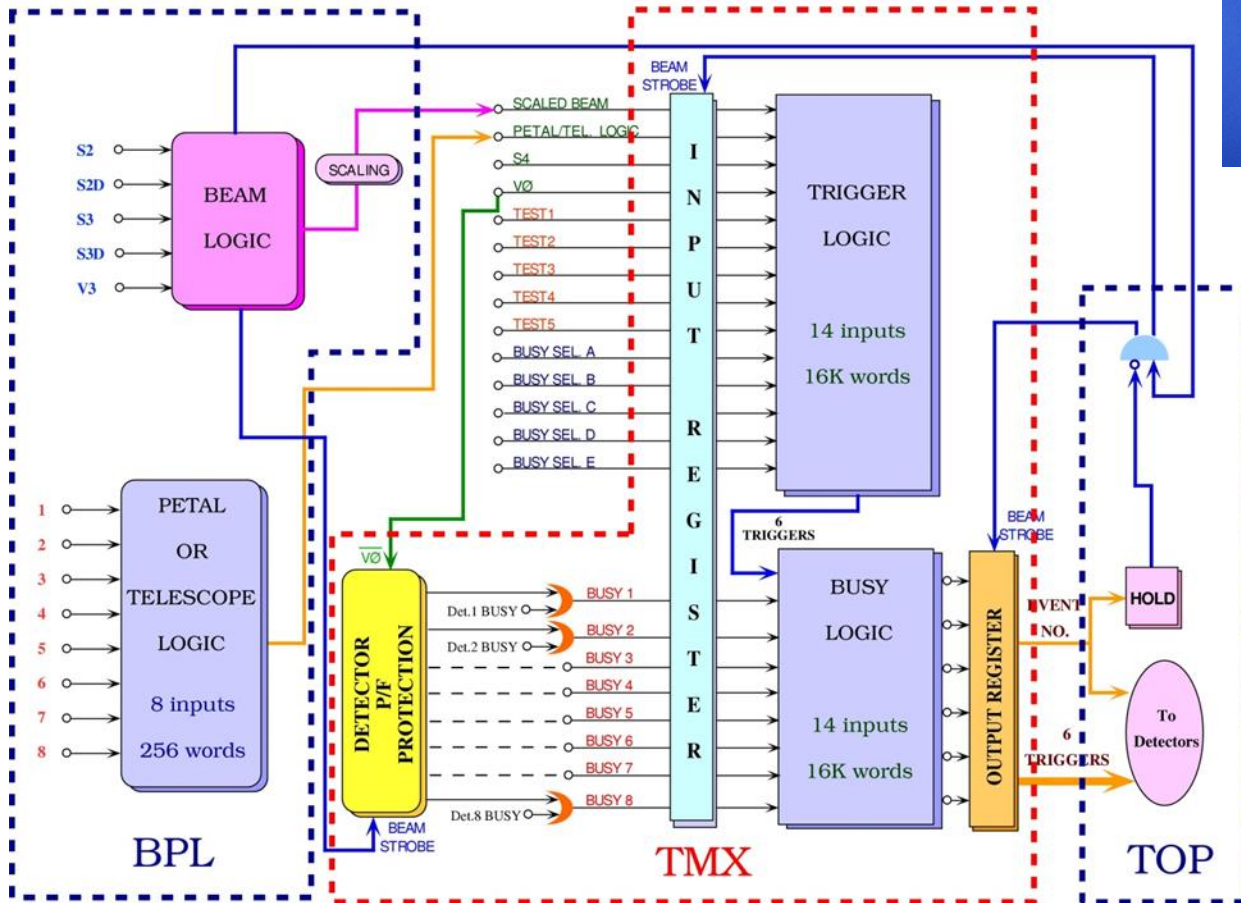 S2
S2D
S3
S3D
V3
BEAM
LOGIC
SCALING
1
2
3
4
5
6
7
8
PETAL
OR
TELESCOPE
LOGIC
8 inputs
256 words
BPL
BEAM
STROBE
SCALED BEAM
PETAL/TEL. LOGIC
S4
VØ
TEST1
TEST2
TEST3
TEST4
TEST5
BUSY SEL. A
BUSY SEL. B
BUSY SEL. C
BUSY SEL. D
BUSY SEL. E
INPUT REGISTER
TRIGGER
LOGIC
14 inputs
16K words
6
TRIGGERS
V̅Ø̅
DETECTOR
P/F
PROTECTION
BEAM
STROBE
Det.1 BUSY
Det.2 BUSY
Det.8 BUSY
BUSY 1
BUSY 2
BUSY 3
BUSY 4
BUSY 5
BUSY 6
BUSY 7
BUSY 8
BUSY
LOGIC
14 inputs
16K words
TMX
BEAM
STROBE
OUTPUT REGISTER
EVENT
NO.
6
TRIGGERS
HOLD
To
Detectors
TOP